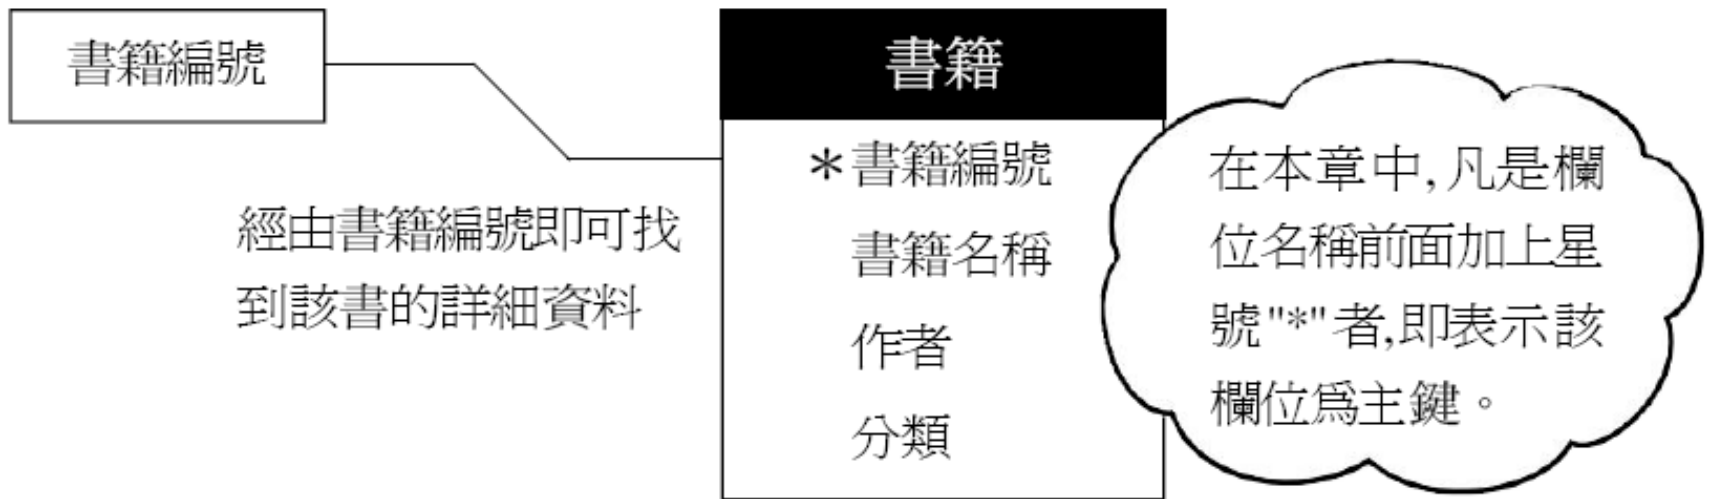 書籍編號
經由書籍編號即可找
到該書的詳細資料
書籍
*書籍編號
書籍名稱
作者
分類
在本章中,凡是欄
位名稱前面加上星
號"*"者,即表示該
欄位為主鍵。